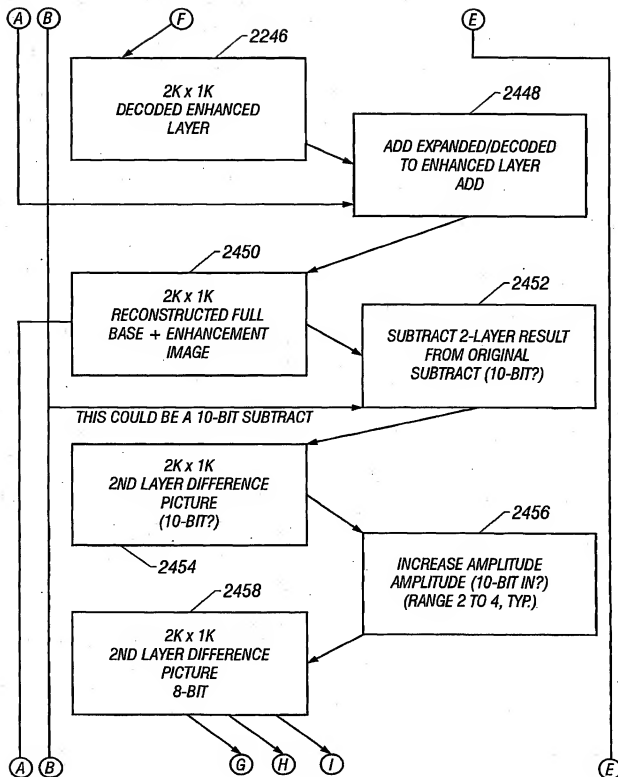 A B F E
2246
2K x 1K
DECODED ENHANCED
LAYER
2448
ADD EXPANDED/DECODED
TO ENHANCED LAYER
ADD
2450
2K x 1K
RECONSTRUCTED FULL
BASE + ENHANCEMENT
IMAGE
2452
SUBTRACT 2-LAYER RESULT
FROM ORIGINAL
SUBTRACT (10-BIT?)
THIS COULD BE A 10-BIT SUBTRACT
2K x 1K
2ND LAYER DIFFERENCE
PICTURE
(10-BIT?)
2454
2456
INCREASE AMPLITUDE
AMPLITUDE (10-BIT IN?)
(RANGE 2 TO 4, TYP.)
2458
2K x 1K
2ND LAYER DIFFERENCE
PICTURE
8-BIT
A B G H I E